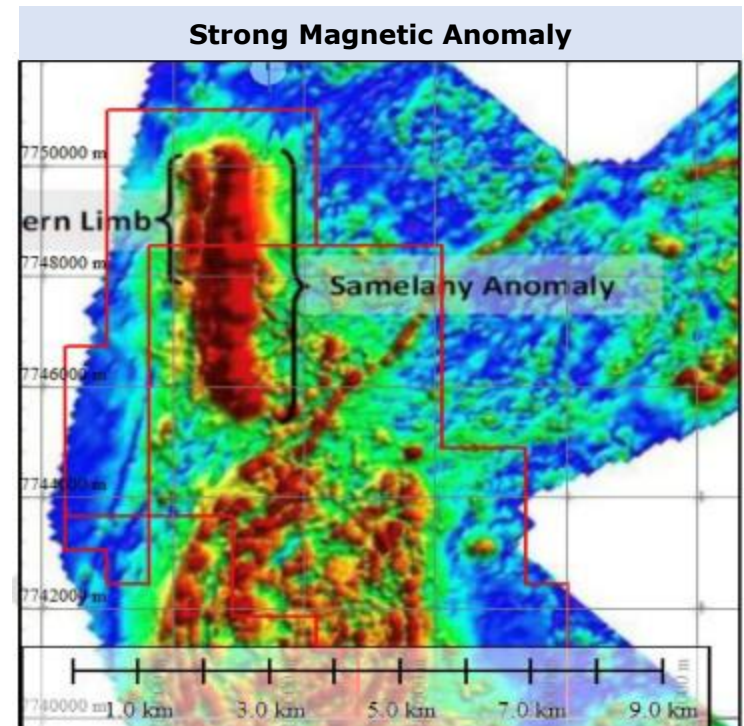 Strong Magnetic Anomaly
7750000 m
ern Limb
7748000 m
Samelahy Anomaly
7746000 m
7744000 m
7742000 m
7740000 m
1.0 km 3.0 km 5.0 km 7.0 km 9.0 km